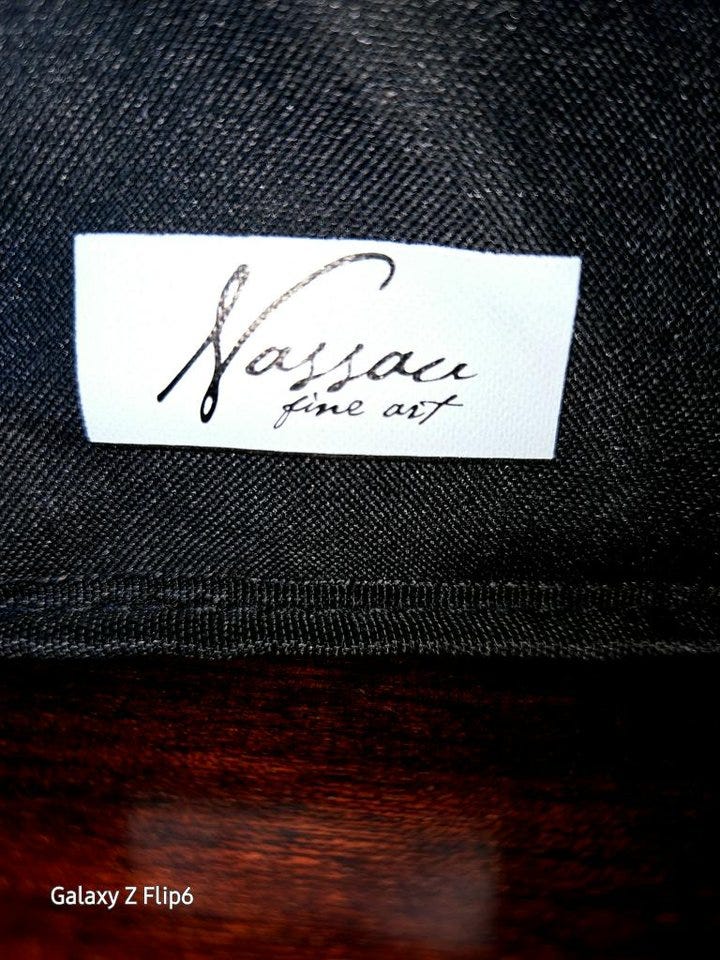 Nassau
fine art
Galaxy Z Flip6